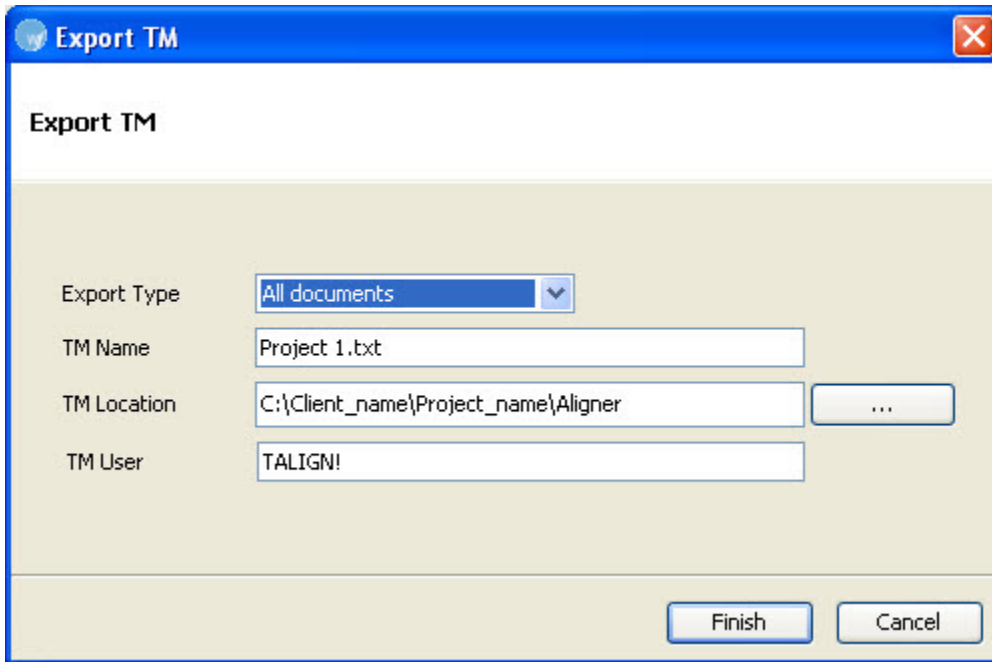 Export TM
Export TM
Export Type All documents
TM Name Project 1.txt
TM Location C:\Client_name\Project_name\Aligner ...
TM User TALIGN!
Finish Cancel